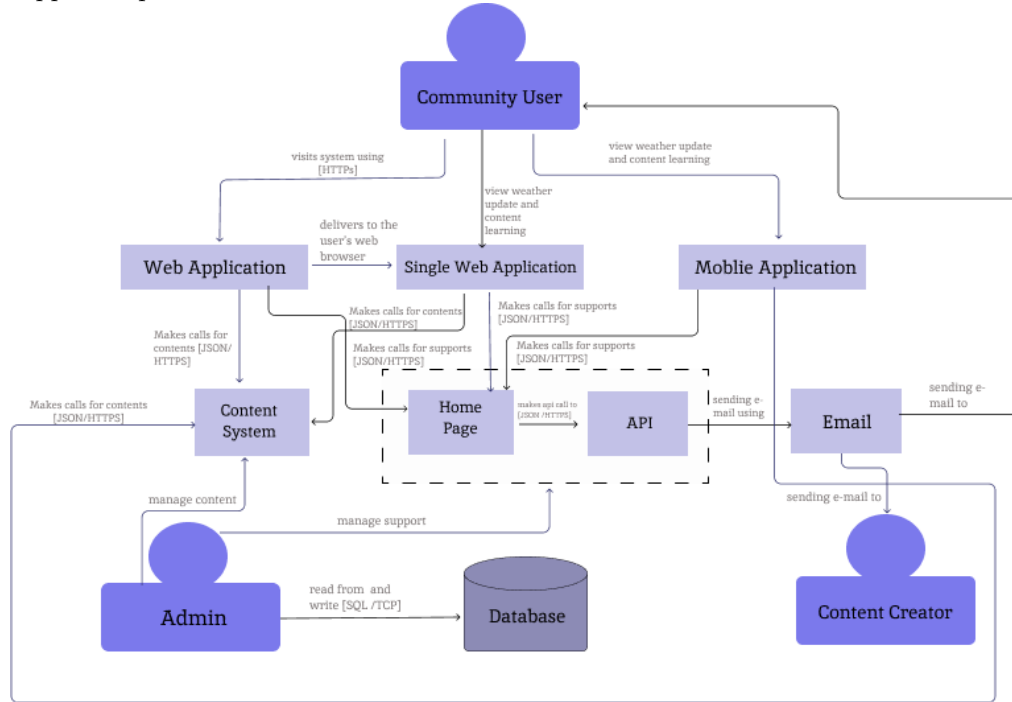 Community User
visits system using
[HTTPs]
view weather update
and content learning
view weather
update and
content
learning
delivers to the
user's web
browser
Web Application
Single Web Application
Moblie Application
Makes calls for contents
[JSON/HTTPS]
Makes calls for supports
[JSON/HTTPS]
Makes calls for
contents [JSON/
HTTPS]
Makes calls for supports
[JSON/HTTPS]
Makes calls for supports
[JSON/HTTPS]
Makes calls for contents
[JSON/HTTPS]
Content
System
Home
Page
makes api call to
[JSON /HTTPS]
API
sending e-
mail using
Email
sending e-
mail to
manage content
manage support
sending e-mail to
Admin
read from and
write [SQL /TCP]
Database
Content Creator